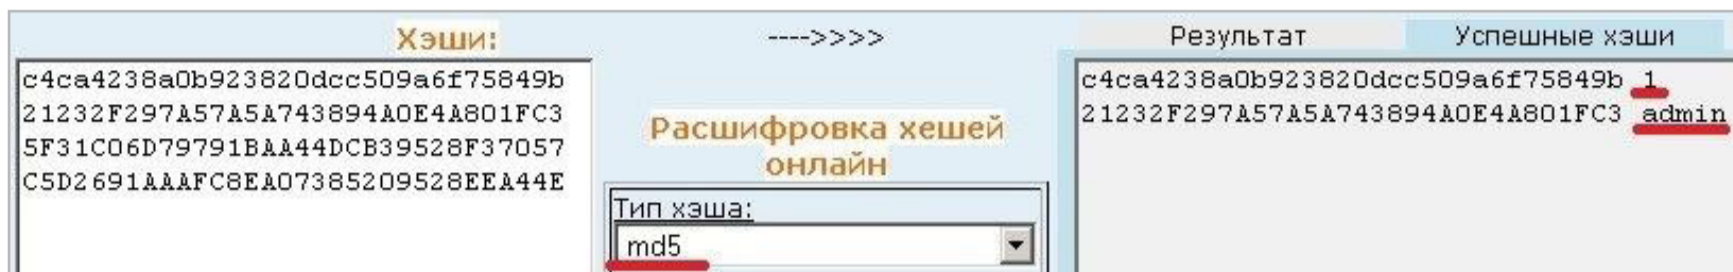 Хэши:
c4ca4238a0b923820dcc509a6f75849b
21232F297A57A5A743894A0E4A801FC3
5F31C06D79791BAA44DCB39528F37057
C5D2691AAAFC8EA07385209528EEA44E
---->>>>
Расшифровка хешей
онлайн
Тип хэша:
md5
Результат
Успешные хэши
c4ca4238a0b923820dcc509a6f75849b 1
21232F297A57A5A743894A0E4A801FC3 admin